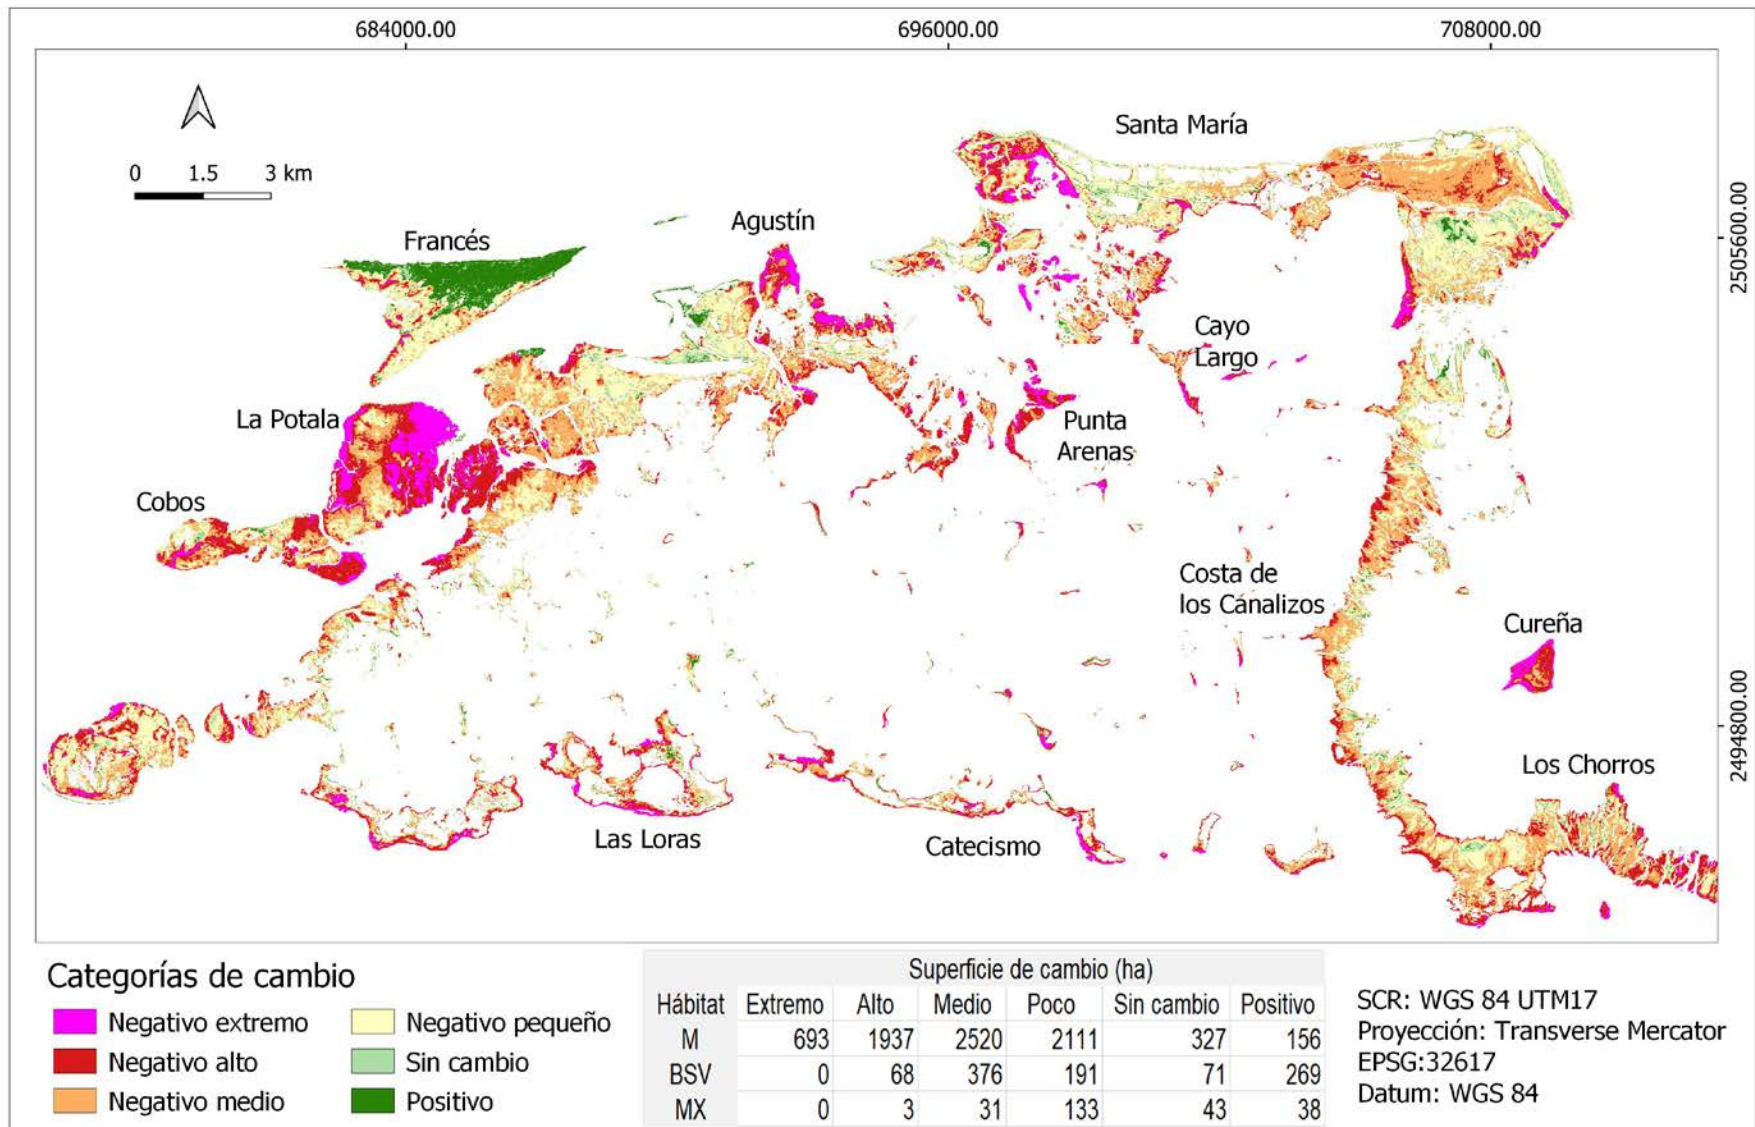 684000.00 696000.00 708000.00
Santa María
0 1.5 3 km
Agustín
Francés
2505600.00
Cayo
Largo
La Potala
Punta
Arenas
Cobos
Costa de
los Canalizos
Cureña
2494800.00
Los Chorros
Las Loras
Catecismo
Categorías de cambio
Negativo extremo
Negativo alto
Negativo medio
Negativo pequeño
Sin cambio
Positivo
Superficie de cambio (ha)
Hábitat Extremo Alto Medio Poco Sin cambio Positivo
M 693 1937 2520 2111 327 156
BSV 0 68 376 191 71 269
MX 0 3 31 133 43 38
SCR: WGS 84 UTM17
Proyección: Transverse Mercator
EPSG:32617
Datum: WGS 84